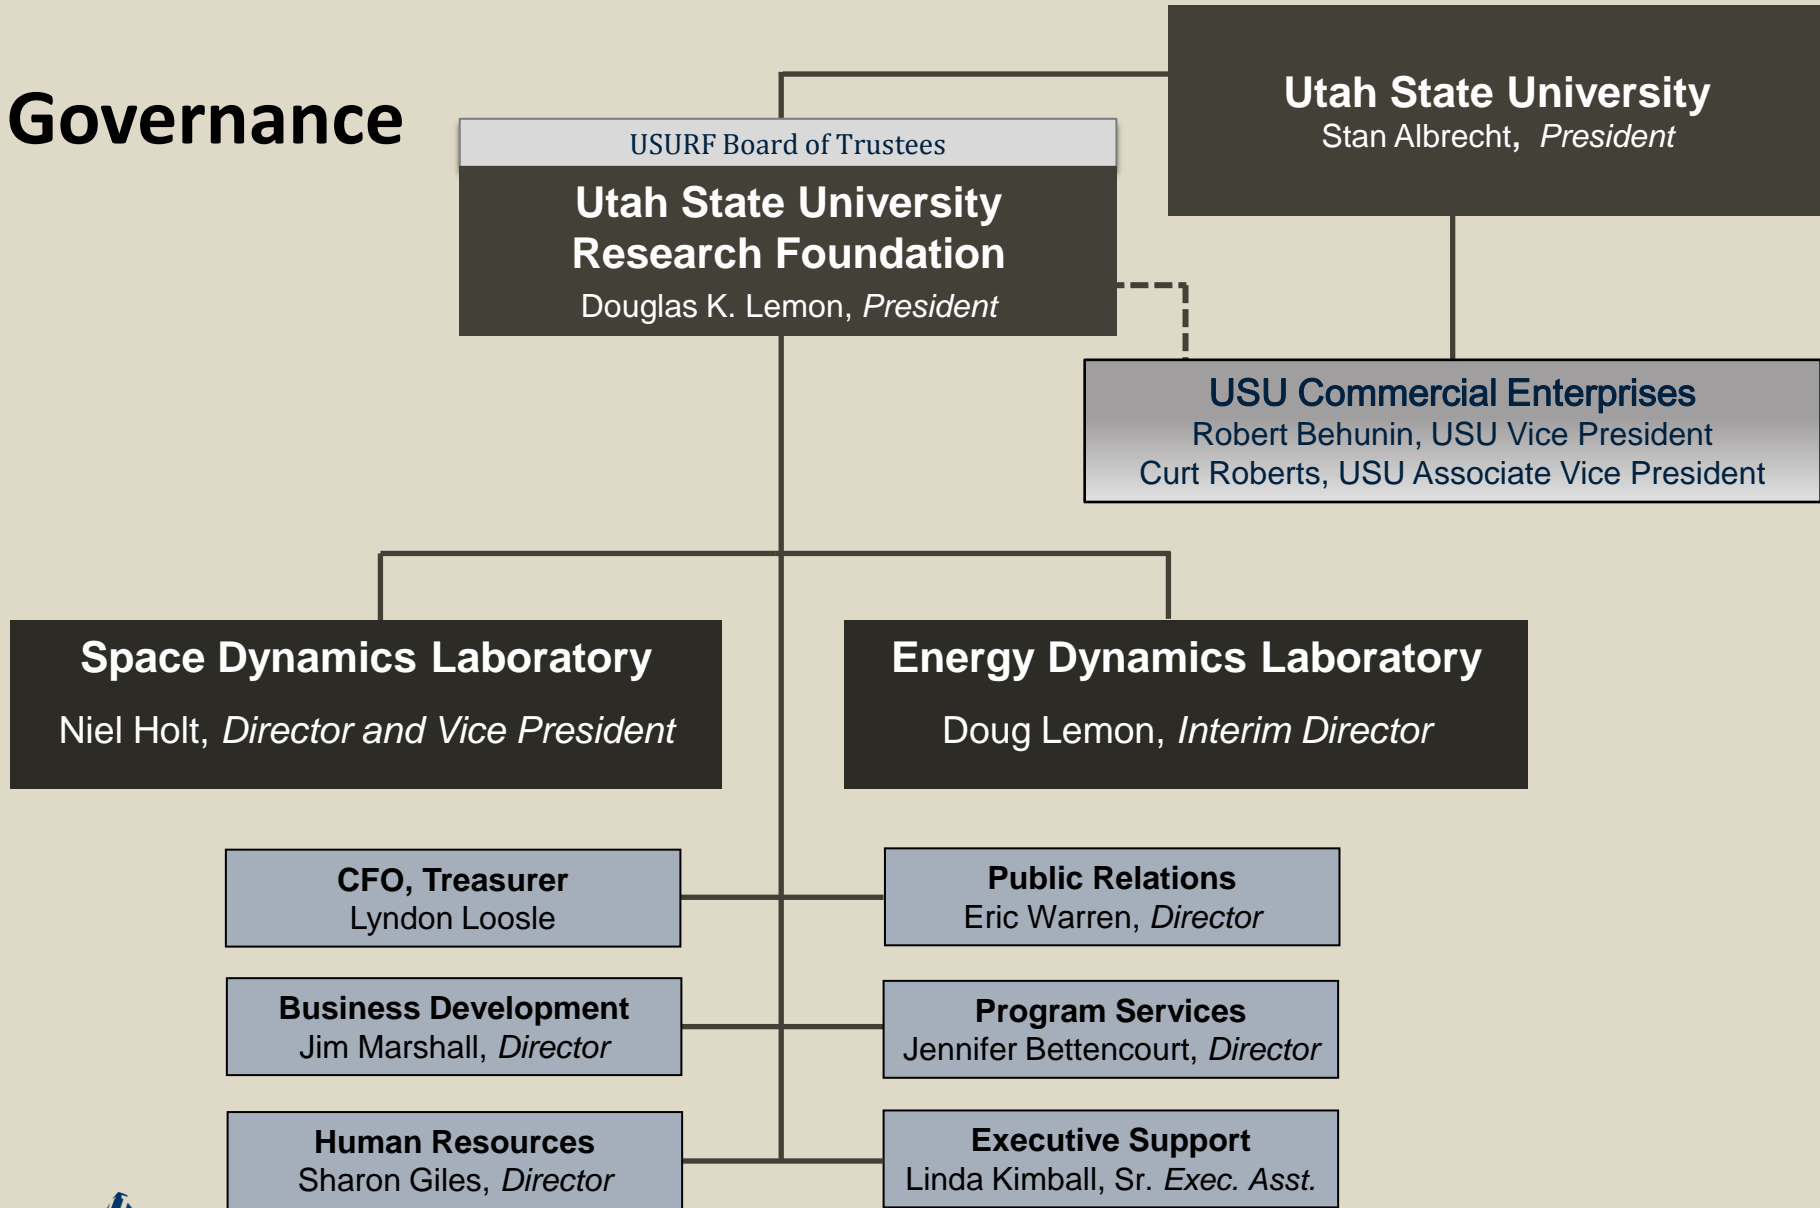 Governance
Utah State University
Stan Albrecht, President
USURF Board of Trustees
Utah State University
Research Foundation
Douglas K. Lemon, President
USU Commercial Enterprises
Robert Behunin, USU Vice President
Curt Roberts, USU Associate Vice President
Space Dynamics Laboratory
Niel Holt, Director and Vice President
Energy Dynamics Laboratory
Doug Lemon, Interim Director
CFO, Treasurer
Lyndon Loosle
Public Relations
Eric Warren, Director
Business Development
Jim Marshall, Director
Program Services
Jennifer Bettencourt, Director
Human Resources
Sharon Giles, Director
Executive Support
Linda Kimball, Sr. Exec. Asst.